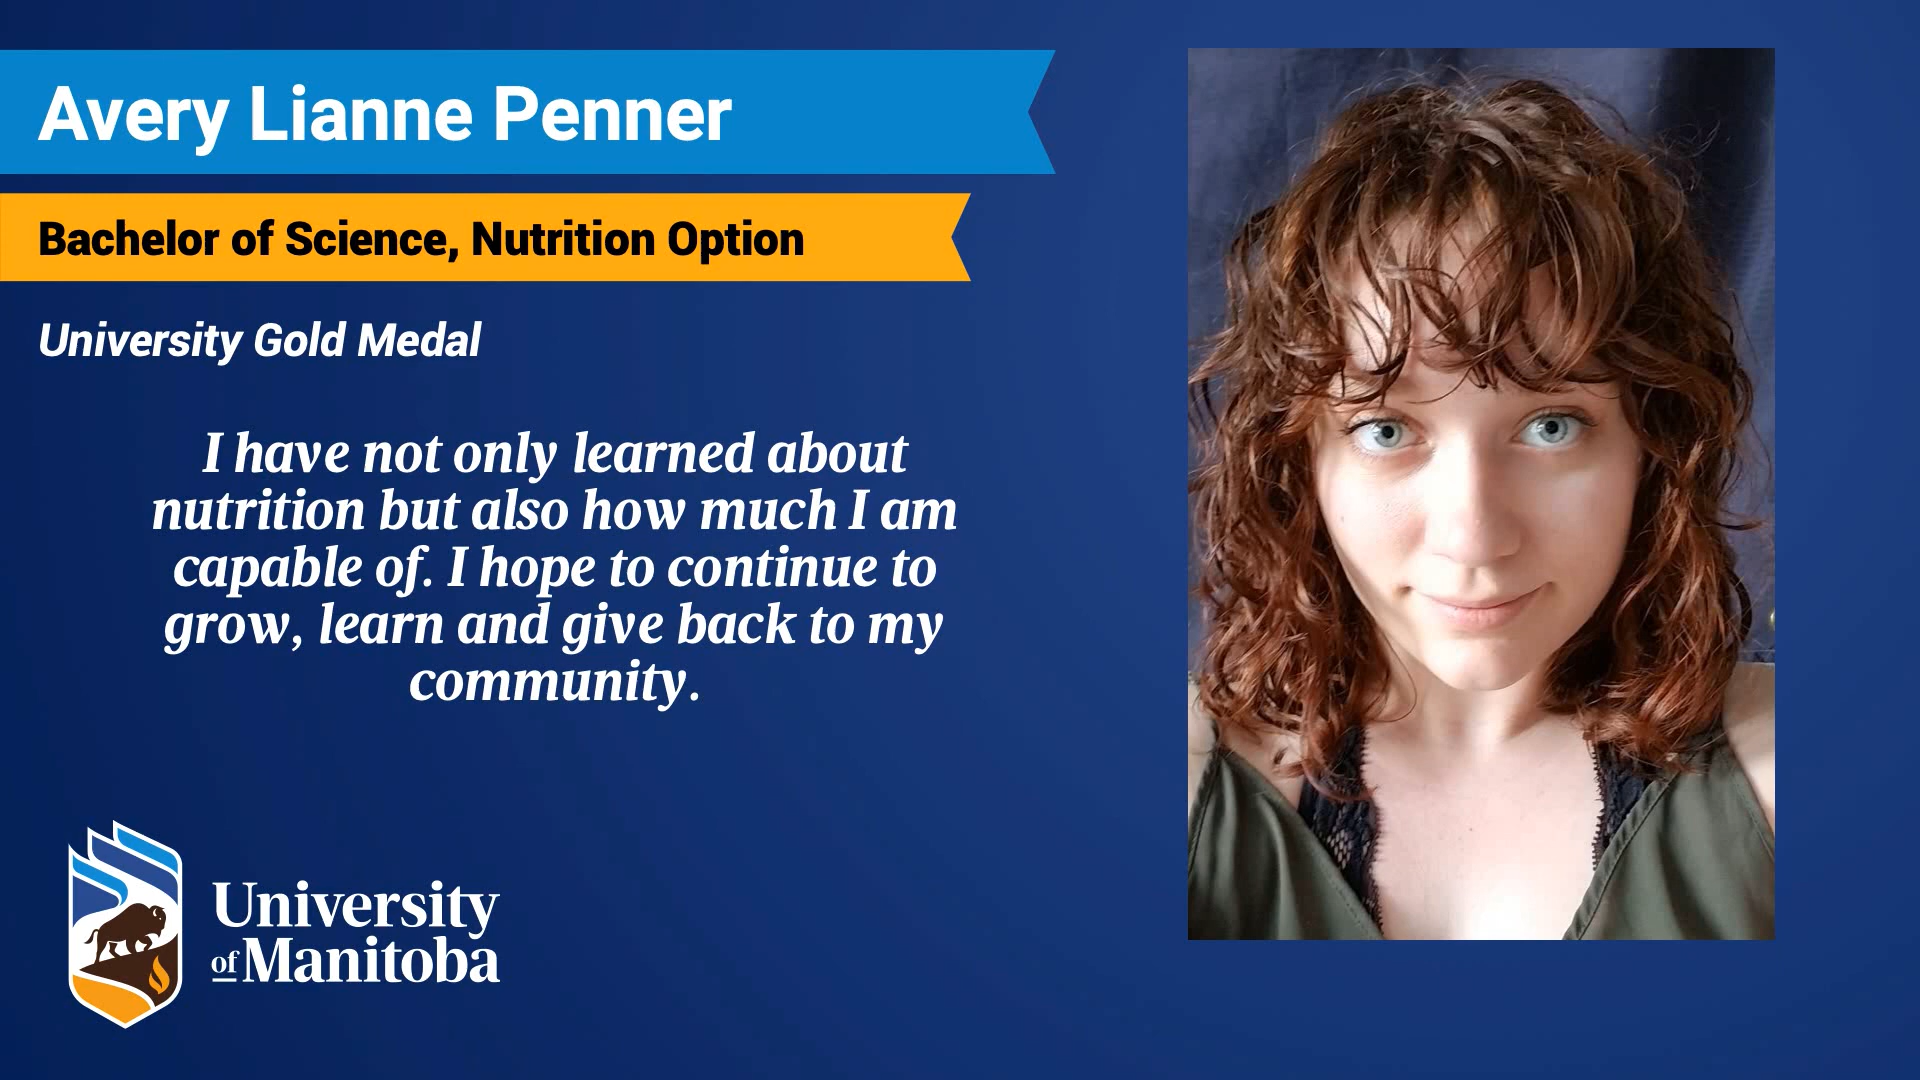 Avery Lianne Penner
Bachelor of Science, Nutrition Option
University Gold Medal
I have not only learned about
nutrition but also how much I am
capable of. I hope to continue to
grow, learn and give back to my
community.
University
of Manitoba